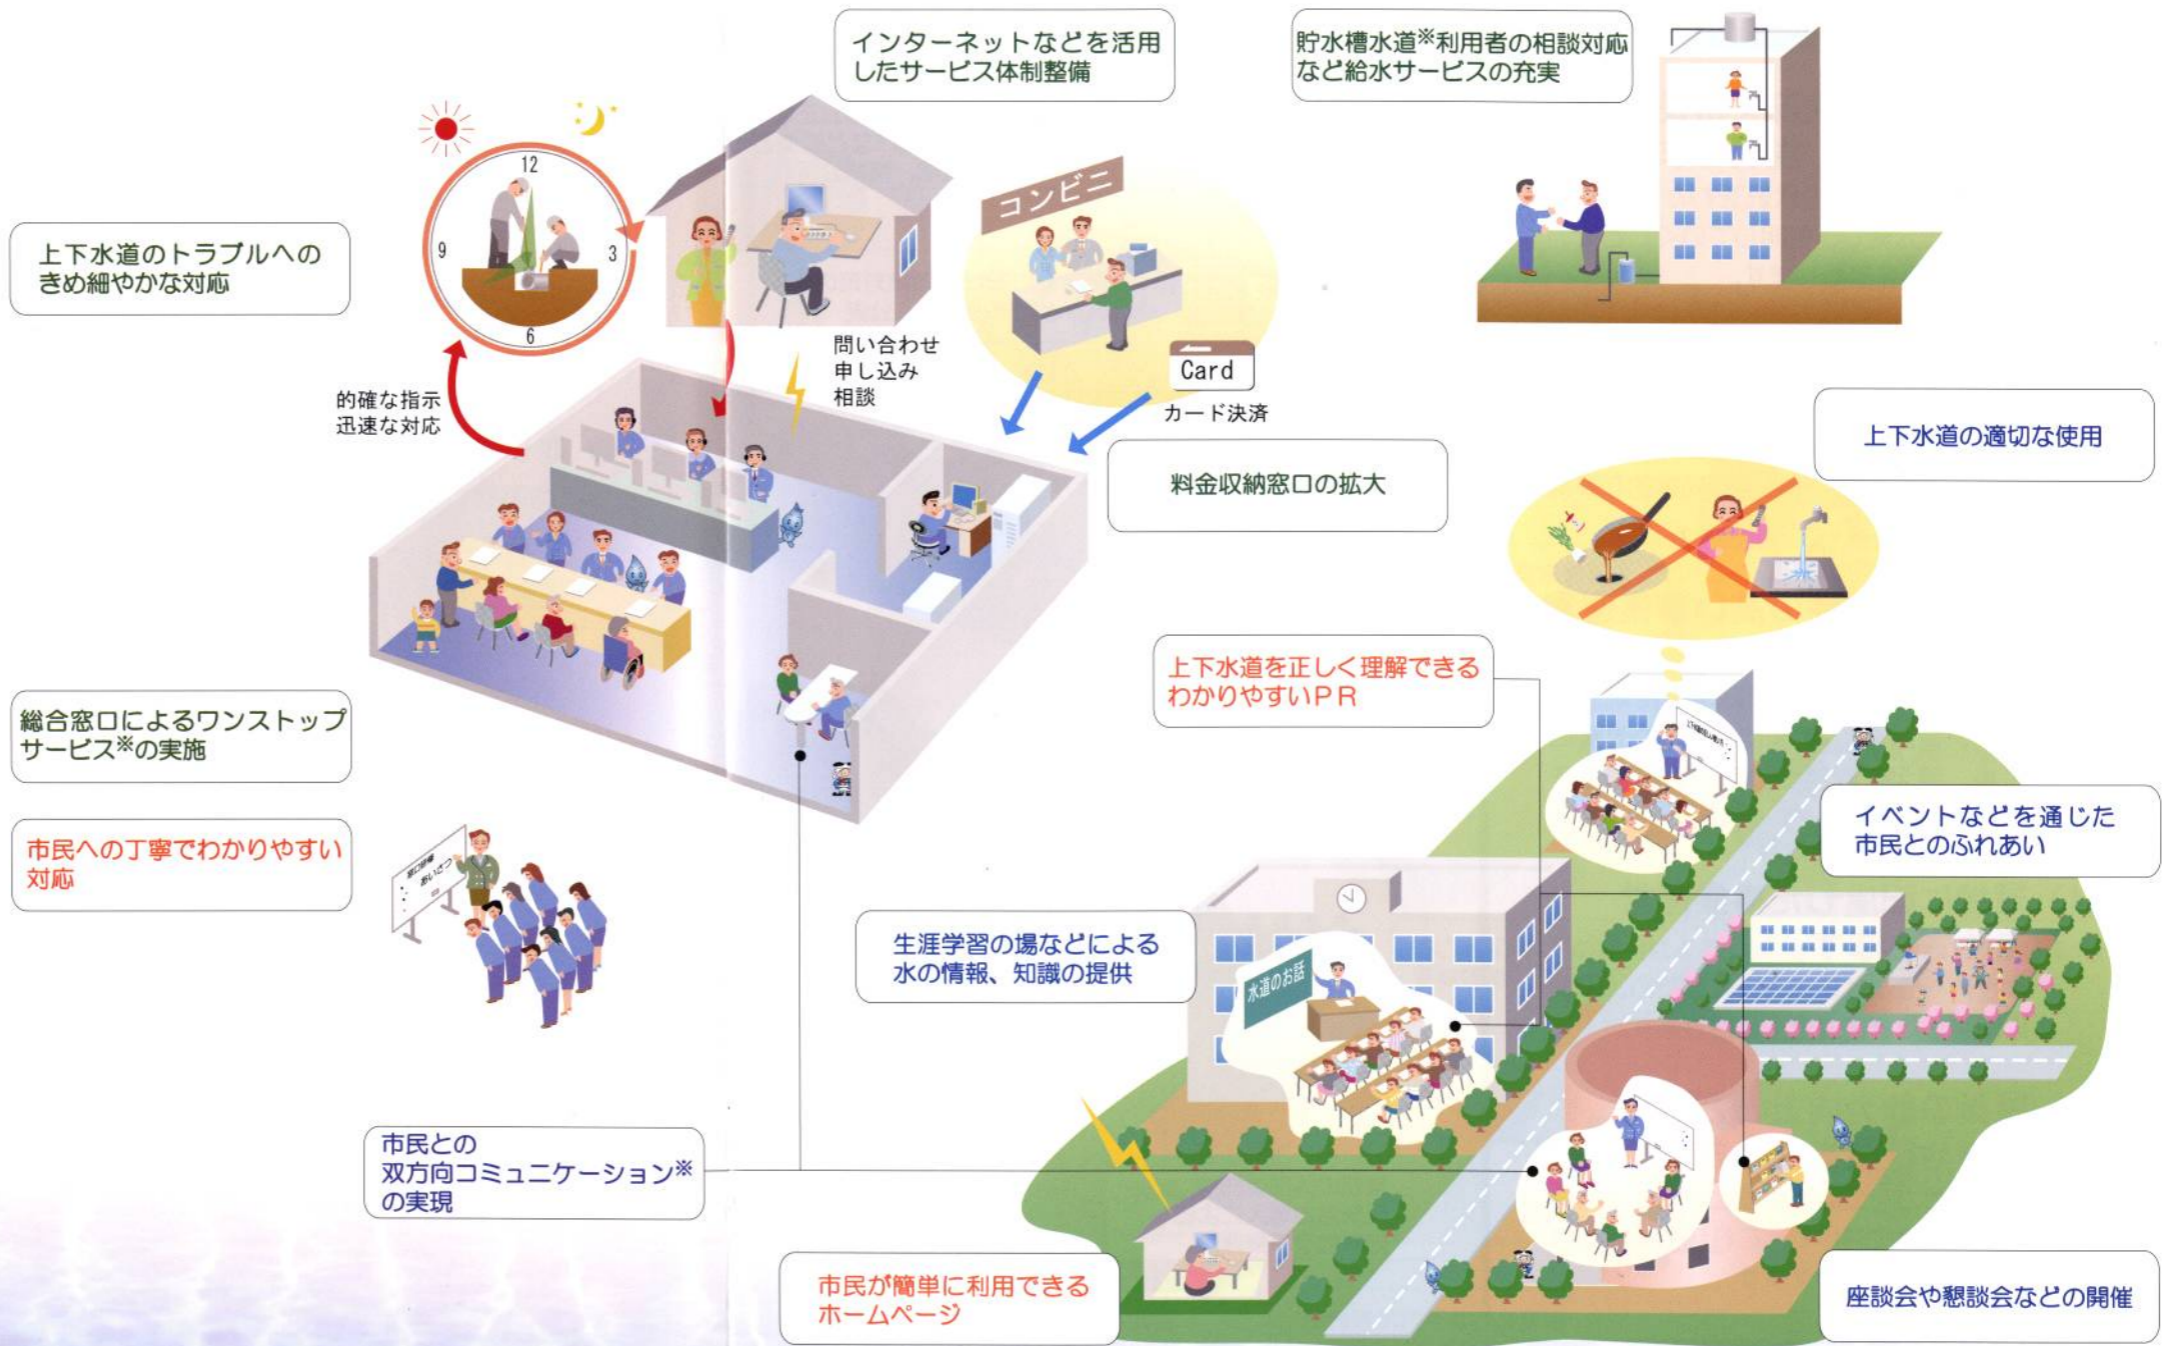 インターネットなどを活用
したサービス体制整備
貯水槽水道※利用者の相談対応
など給水サービスの充実
12
3
6
9
コンビニ
上下水道のトラブルへの
きめ細やかな対応
問い合わせ
申し込み
相談
Card
カード決済
的確な指示
迅速な対応
上下水道の適切な使用
料金収納窓口の拡大
上下水道を正しく理解できる
わかりやすいPR
総合窓口によるワンストップ
サービス※の実施
市民への丁寧でわかりやすい
対応
あいさつ
イベントなどを通じた
市民とのふれあい
生涯学習の場などによる
水の情報、知識の提供
水道のお話
市民との
双方向コミュニケーション※
の実現
市民が簡単に利用できる
ホームページ
座談会や懇談会などの開催